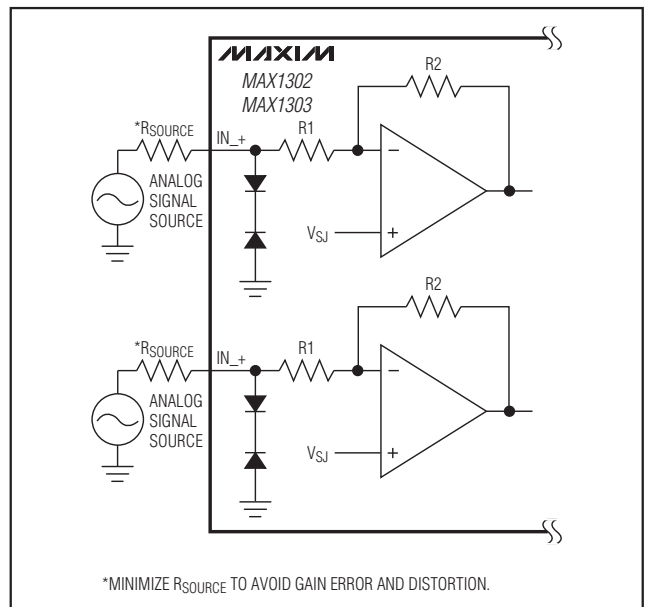 MAXIM
MAX1302
MAX1303
R2
*RSOURCE
IN_+
R1
−
ANALOG
SIGNAL
SOURCE
VSJ
+
R2
*RSOURCE
IN_+
R1
−
ANALOG
SIGNAL
SOURCE
VSJ
+
*MINIMIZE RSOURCE TO AVOID GAIN ERROR AND DISTORTION.